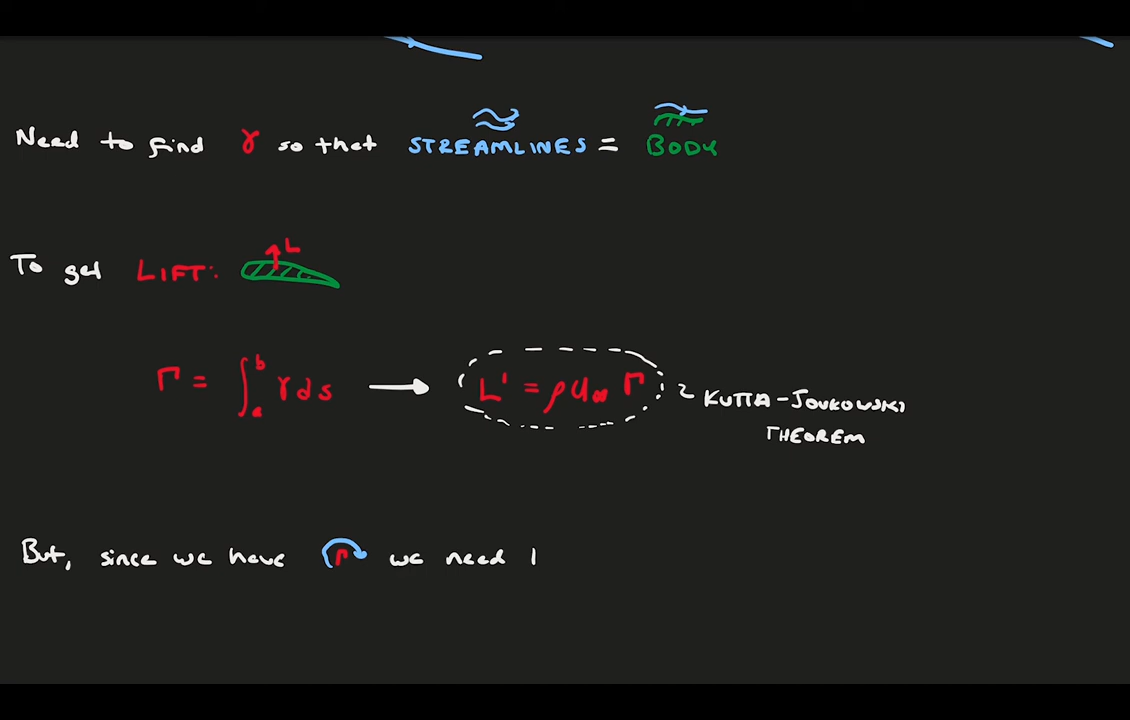 Need to find γ so that STREAMLINES = BODY
To get LIFT:
L
Γ = ∫ₐᵇ γ ds → L' = ρ u∞ Γ
KUTTA-JOUKOWSKI
THEOREM
But, since we have Γ we need